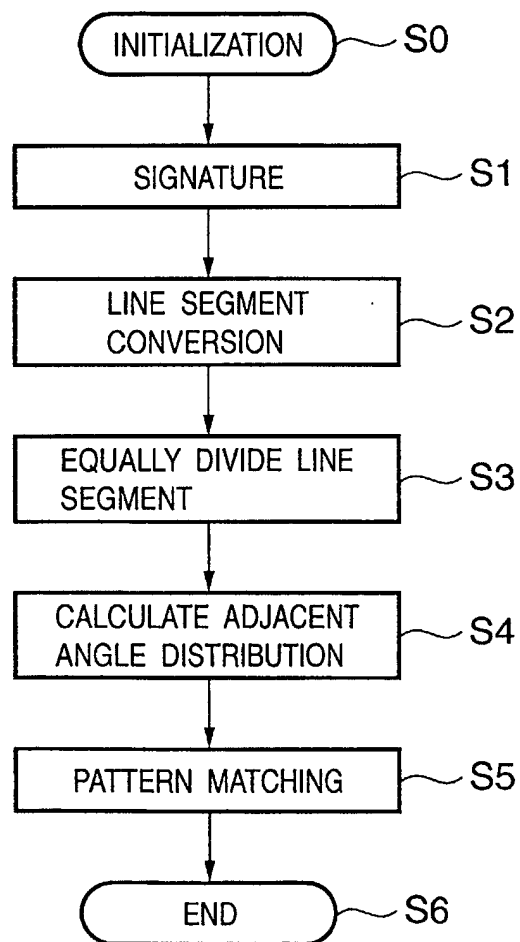 INITIALIZATION S0
SIGNATURE S1
LINE SEGMENT
CONVERSION S2
EQUALLY DIVIDE LINE
SEGMENT S3
CALCULATE ADJACENT
ANGLE DISTRIBUTION S4
PATTERN MATCHING S5
END S6